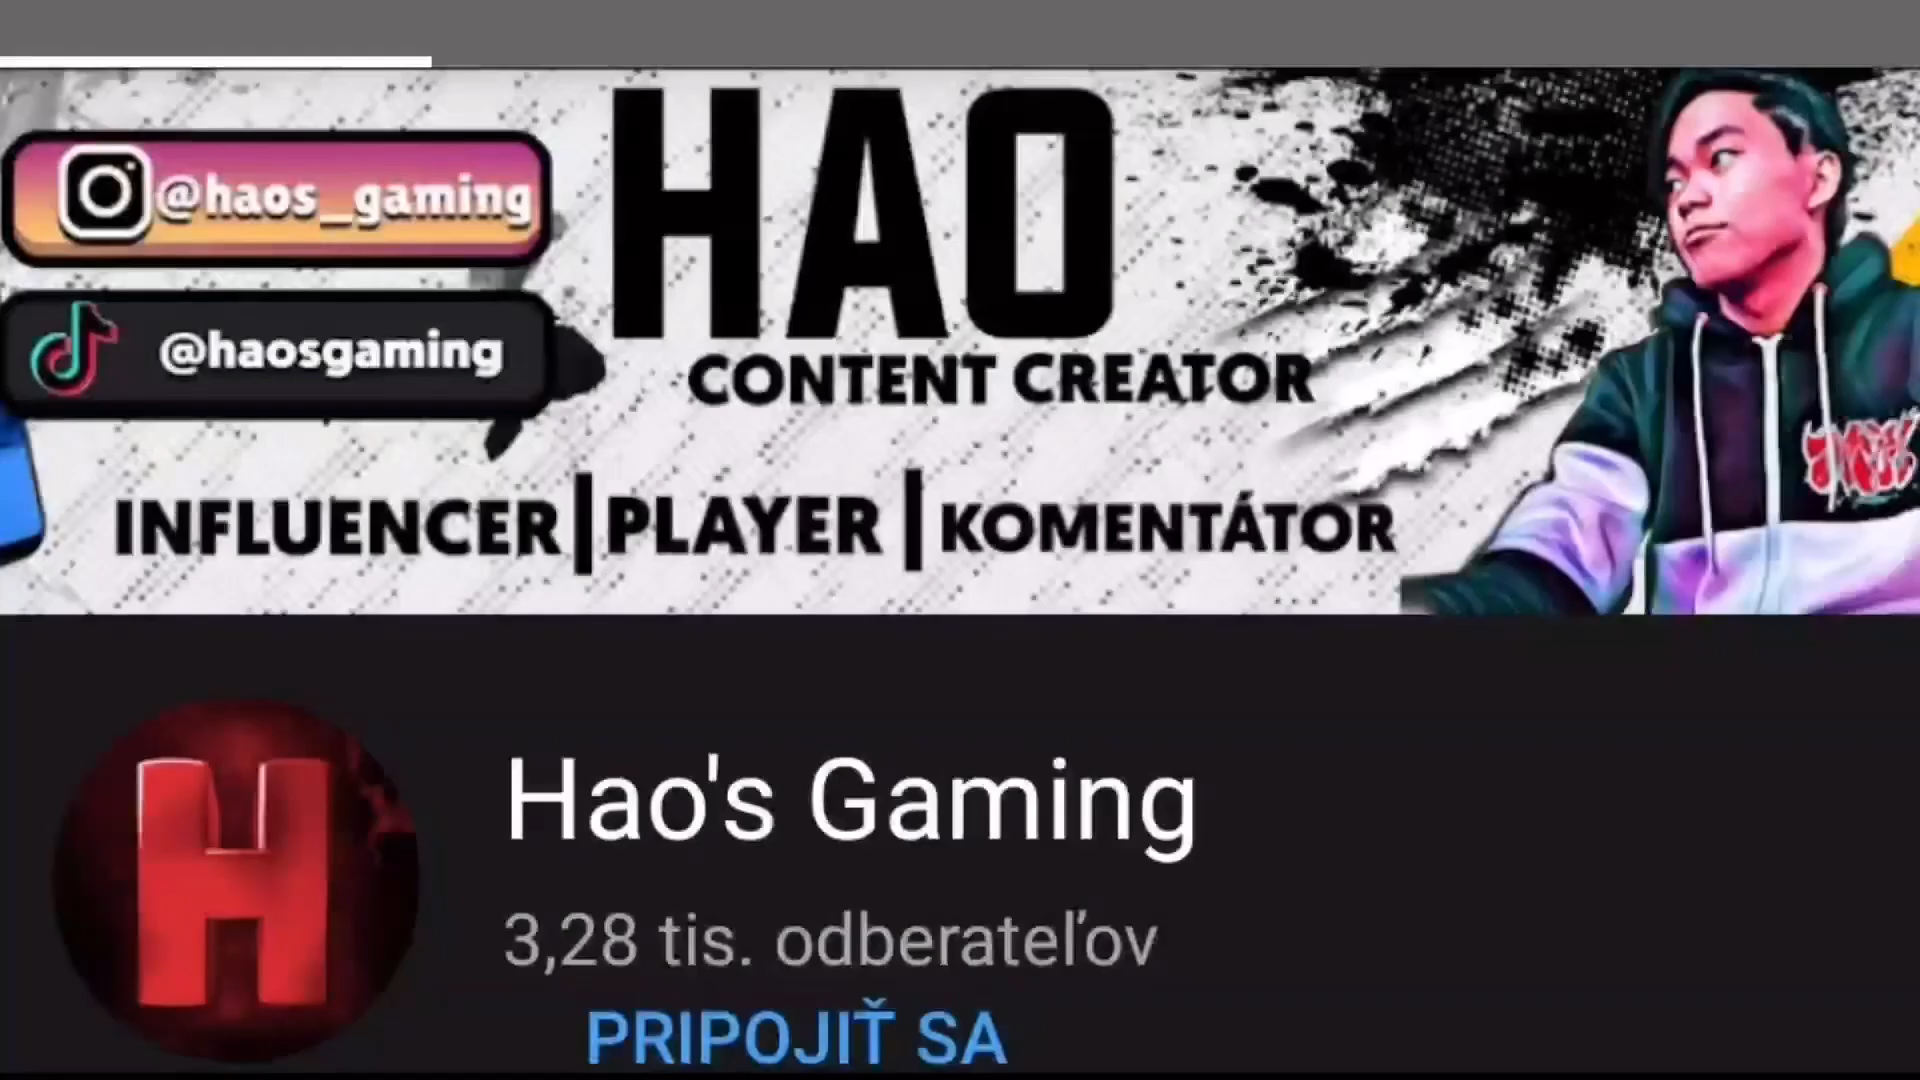 @haos_gaming
@haosgaming
HAO
CONTENT CREATOR
INFLUENCER|PLAYER|KOMENTÁTOR
H
Hao's Gaming
3,28 tis. odberateľov
PRIPOJIŤ SA